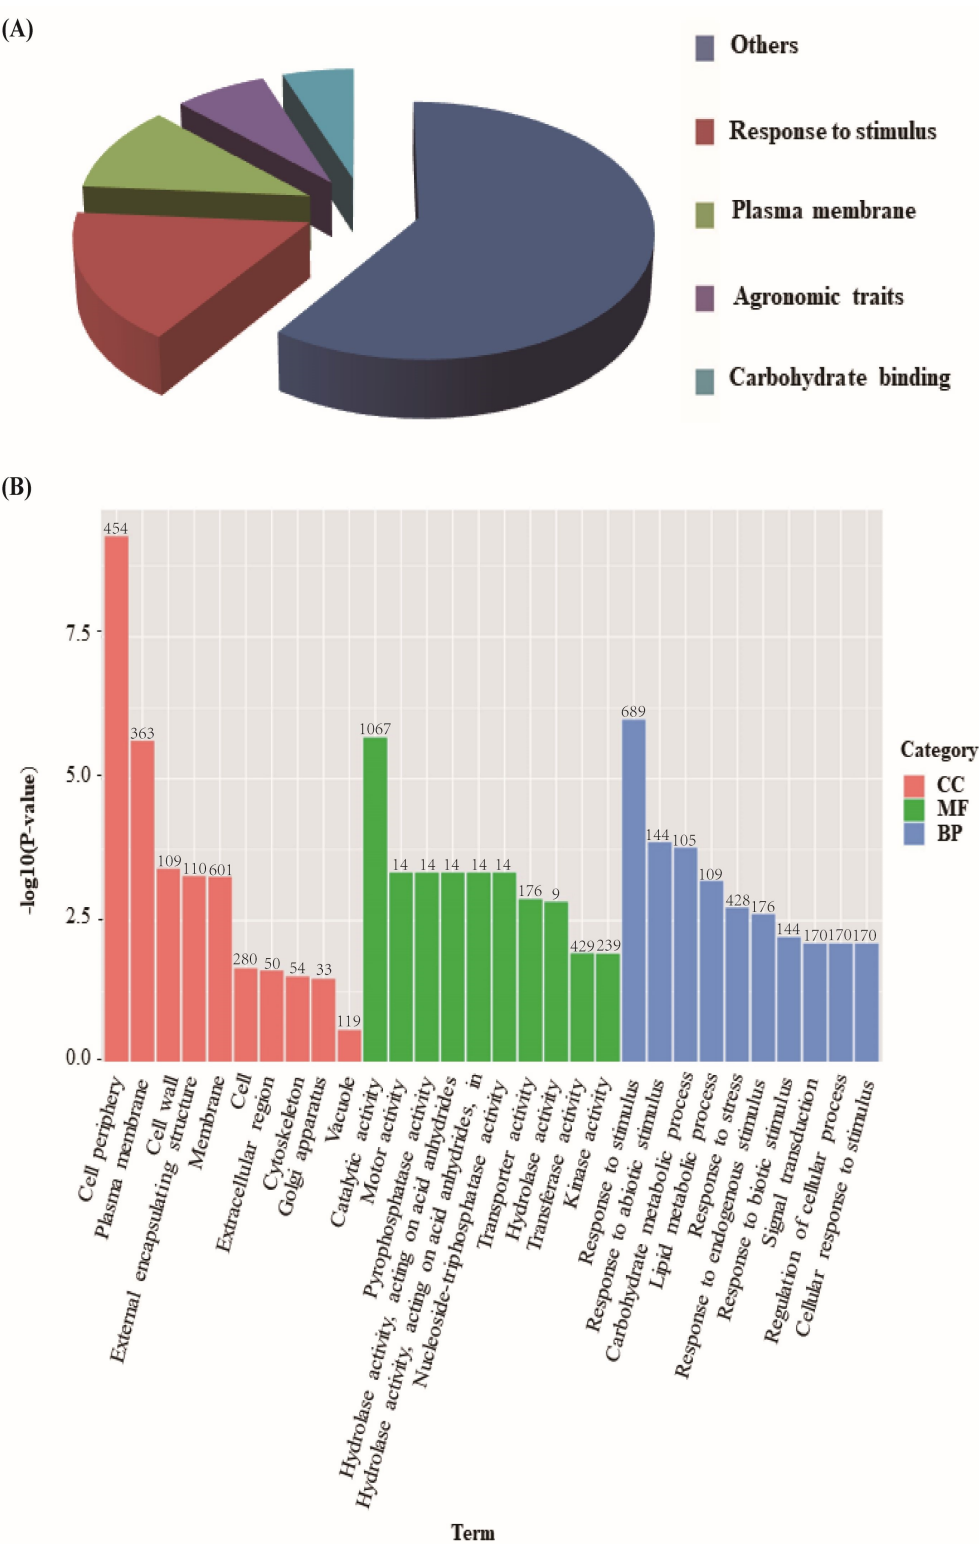 (A)
Others
Response to stimulus
Plasma membrane
Agronomic traits
Carbohydrate binding
(B)
454
363
109
110
601
280
50
54
33
119
1067
14
14
14
14
14
176
9
429
239
689
144
105
109
428
176
144
170
170
170
7.5
5.0
2.5
0.0
-log10(P-value)
Category
CC
MF
BP
Cell periphery
Plasma membrane
Cell wall
External encapsulating structure
Membrane
Cell
Extracellular region
Cytoskeleton
Golgi apparatus
Vacuole
Catalytic activity
Motor activity
Pyrophosphatase activity
Hydrolase activity, acting on acid anhydrides
Hydrolase activity, acting on acid anhydrides, in
Nucleoside-triphosphatase activity
Transporter activity
Hydrolase activity
Transferase activity
Kinase activity
Response to stimulus
Response to abiotic stimulus
Carbohydrate metabolic process
Lipid metabolic process
Response to stress
Response to endogenous stimulus
Response to biotic stimulus
Signal transduction
Regulation of cellular process
Cellular response to stimulus
Term